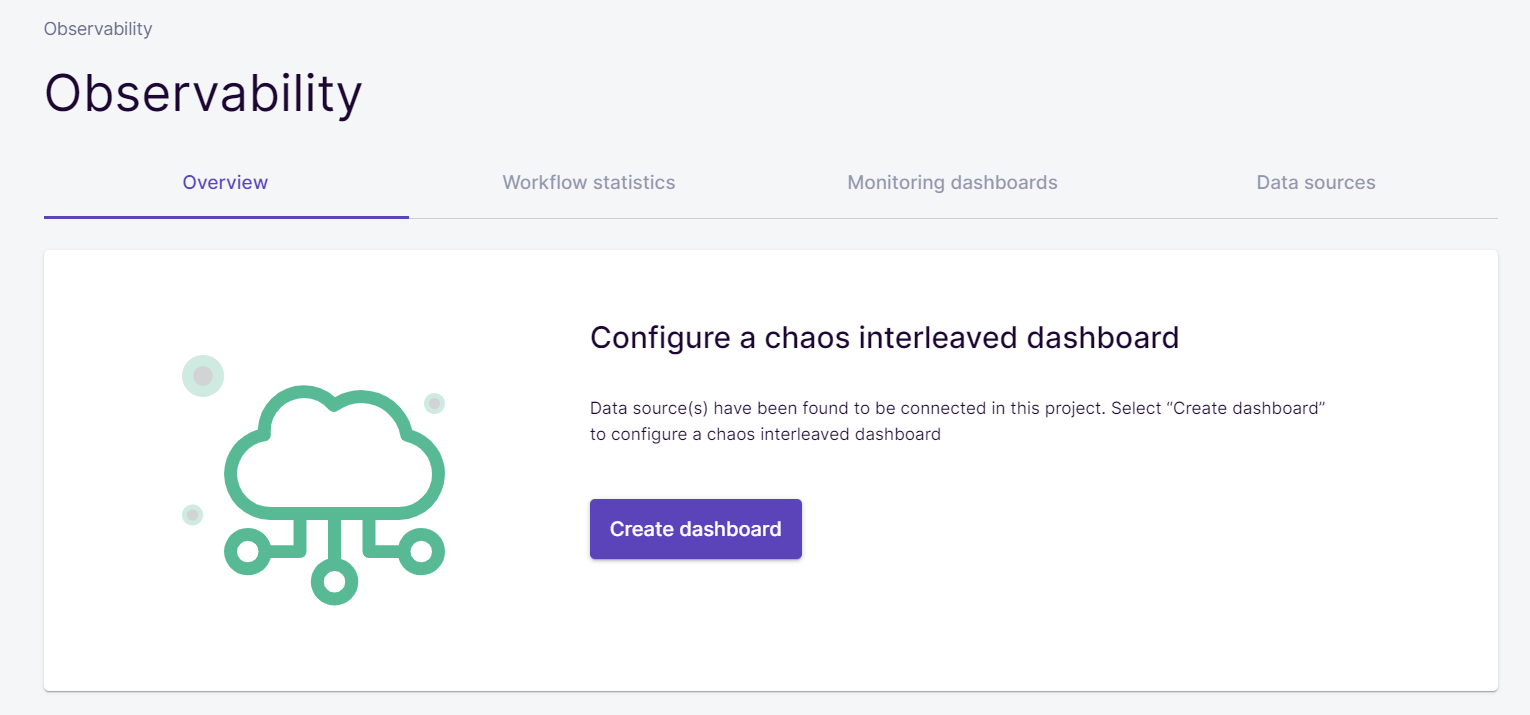 Observability
Observability
Overview
Workflow statistics
Monitoring dashboards
Data sources
Configure a chaos interleaved dashboard
Data source(s) have been found to be connected in this project. Select “Create dashboard”
to configure a chaos interleaved dashboard
Create dashboard